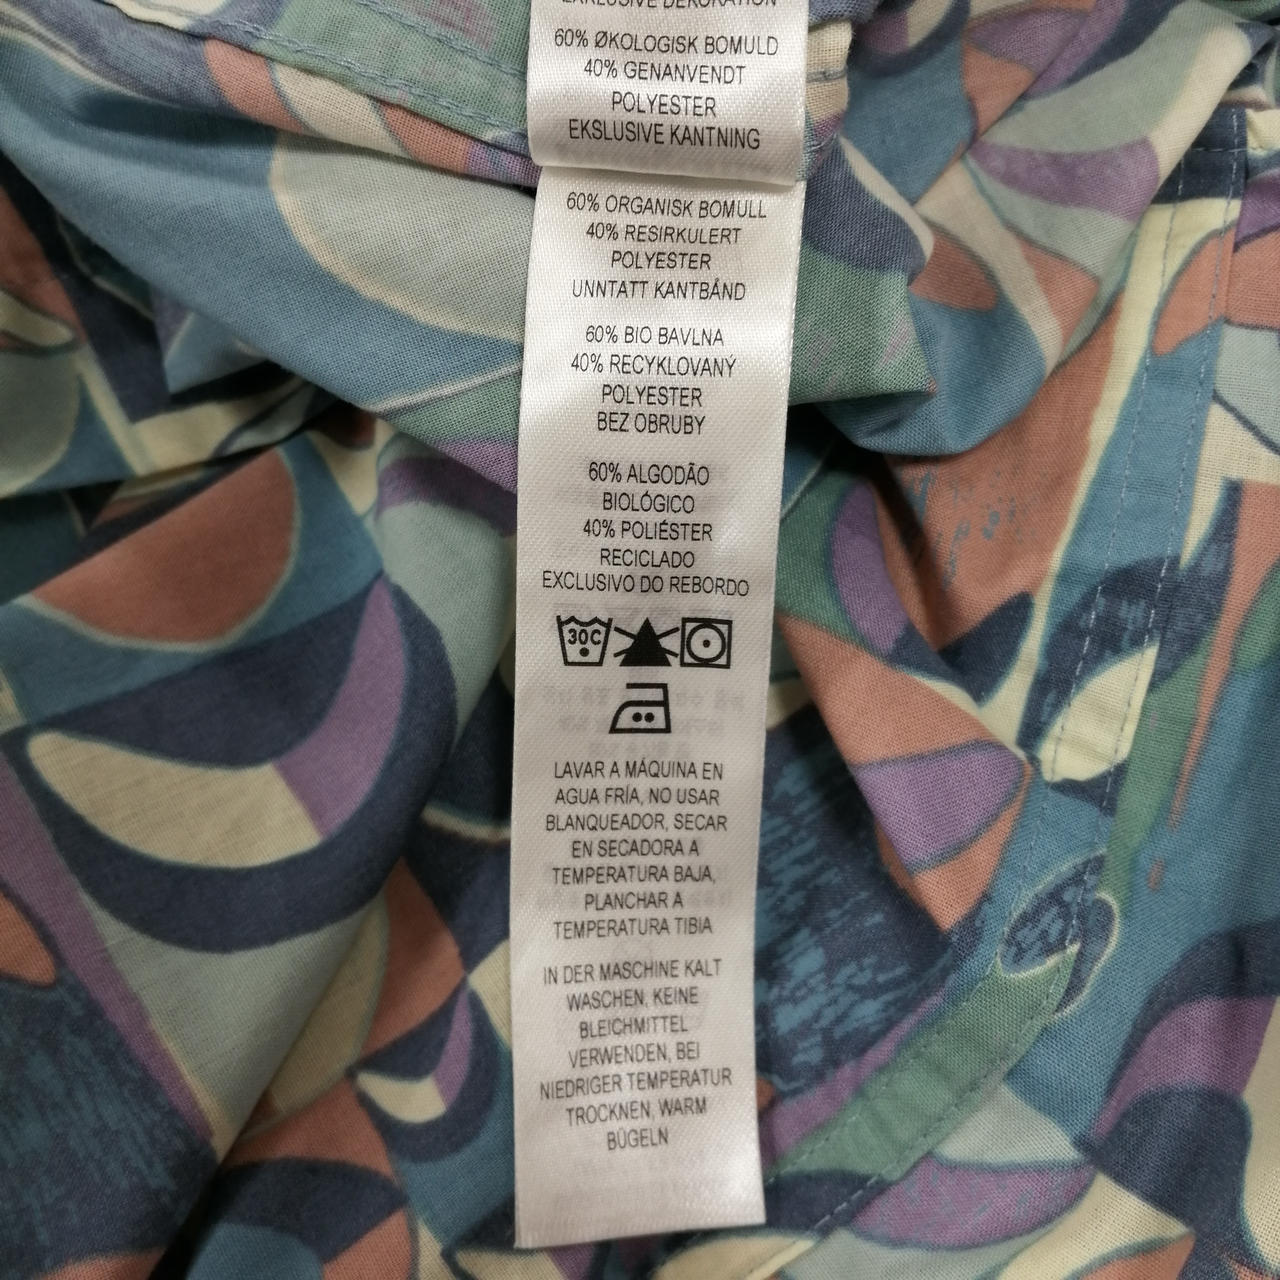 EXKLUSIVE DEKORATION
60% ØKOLOGISK BOMULD
40% GENANVENDT
POLYESTER
EKSLUSIVE KANTNING
60% ORGANISK BOMULL
40% RESIRKULERT
POLYESTER
UNNTATT KANTBÅND
60% BIO BAVLNA
40% RECYKLOVANÝ
POLYESTER
BEZ OBRUBY
60% ALGODÃO
BIOLÓGICO
40% POLIÉSTER
RECICLADO
EXCLUSIVO DO REBORDO
30C
LAVAR A MÁQUINA EN
AGUA FRÍA, NO USAR
BLANQUEADOR, SECAR
EN SECADORA A
TEMPERATURA BAJA,
PLANCHAR A
TEMPERATURA TIBIA
IN DER MASCHINE KALT
WASCHEN, KEINE
BLEICHMITTEL
VERWENDEN, BEI
NIEDRIGER TEMPERATUR
TROCKNEN, WARM
BÜGELN